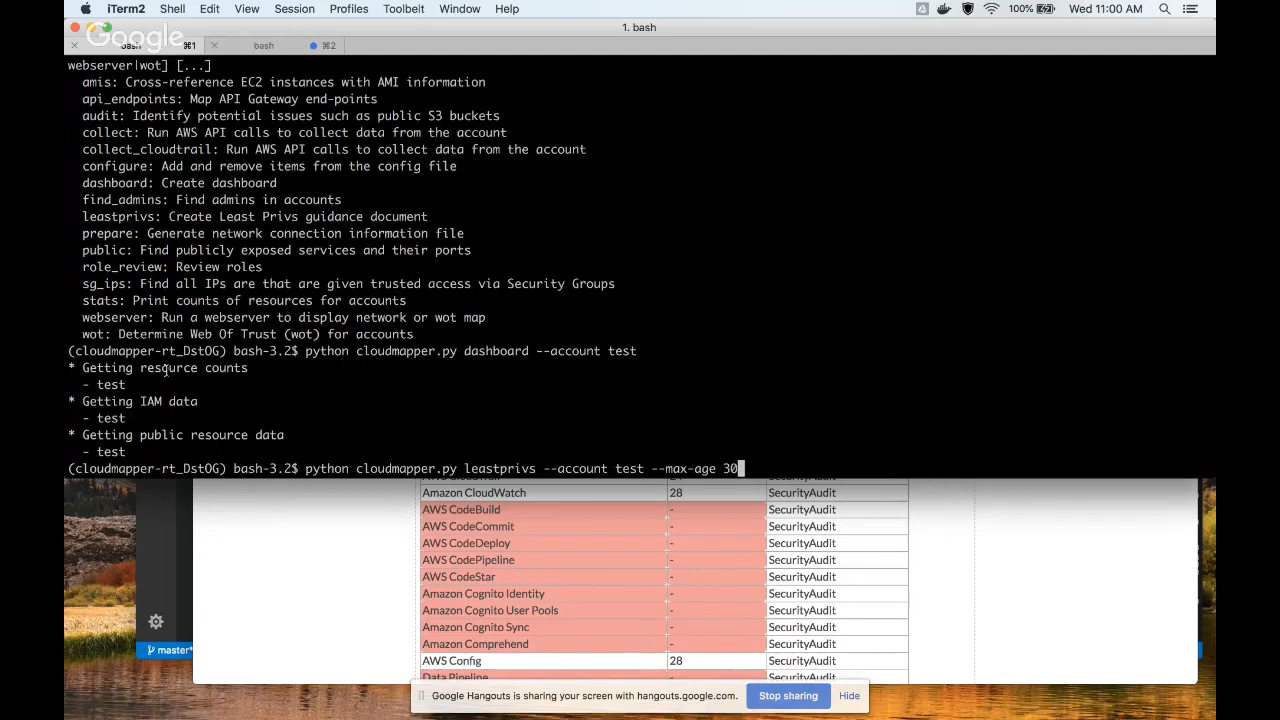 iTerm2 Shell Edit View Session Profiles Toolbelt Window Help 100% Wed 11:00 AM
1. bash
Google
bash ⌘1 bash ⌘2
webserver|wot] [...]
amis: Cross-reference EC2 instances with AMI information
api_endpoints: Map API Gateway end-points
audit: Identify potential issues such as public S3 buckets
collect: Run AWS API calls to collect data from the account
collect_cloudtrail: Run AWS API calls to collect data from the account
configure: Add and remove items from the config file
dashboard: Create dashboard
find_admins: Find admins in accounts
leastprivs: Create Least Privs guidance document
prepare: Generate network connection information file
public: Find publicly exposed services and their ports
role_review: Review roles
sg_ips: Find all IPs are that are given trusted access via Security Groups
stats: Print counts of resources for accounts
webserver: Run a webserver to display network or wot map
wot: Determine Web Of Trust (wot) for accounts
(cloudmapper-rt_DstOG) bash-3.2$ python cloudmapper.py dashboard --account test
* Getting resource counts
- test
* Getting IAM data
- test
* Getting public resource data
- test
(cloudmapper-rt_DstOG) bash-3.2$ python cloudmapper.py leastprivs --account test --max-age 30
Amazon CloudWatch 28 SecurityAudit
AWS CodeBuild - SecurityAudit
AWS CodeCommit - SecurityAudit
AWS CodeDeploy - SecurityAudit
AWS CodePipeline - SecurityAudit
AWS CodeStar - SecurityAudit
Amazon Cognito Identity - SecurityAudit
Amazon Cognito User Pools - SecurityAudit
Amazon Cognito Sync - SecurityAudit
Amazon Comprehend - SecurityAudit
AWS Config 28 SecurityAudit
Data Pipeline - SecurityAudit
master*
Google Hangouts is sharing your screen with hangouts.google.com. Stop sharing Hide